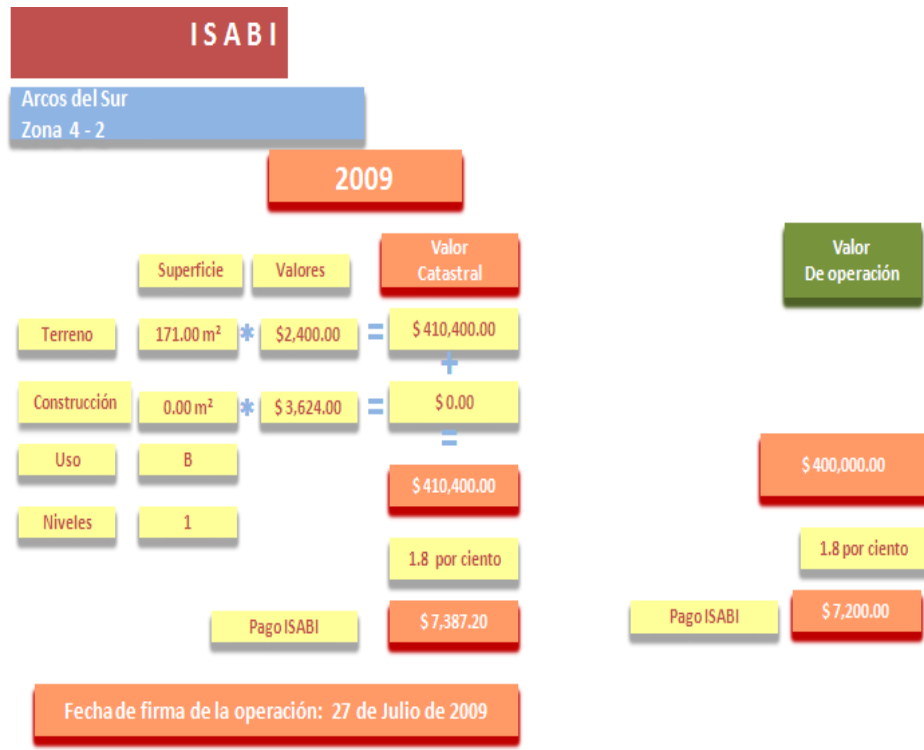 ISABI
Arcos del Sur
Zona 4 - 2
2009
Superficie
Valores
Valor
Catastral
Valor
De operación
Terreno
171.00 m² * $2,400.00 = $ 410,400.00
+
Construcción
0.00 m² * $ 3,624.00 = $ 0.00
=
Uso
B
$ 410,400.00
$ 400,000.00
Niveles
1
1.8 por ciento
1.8 por ciento
Pago ISABI
$ 7,387.20
Pago ISABI
$ 7,200.00
Fecha de firma de la operación: 27 de Julio de 2009